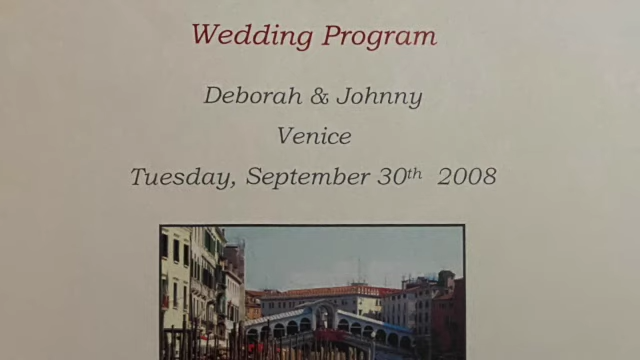 Wedding Program
Deborah & Johnny
Venice
Tuesday, September 30th 2008